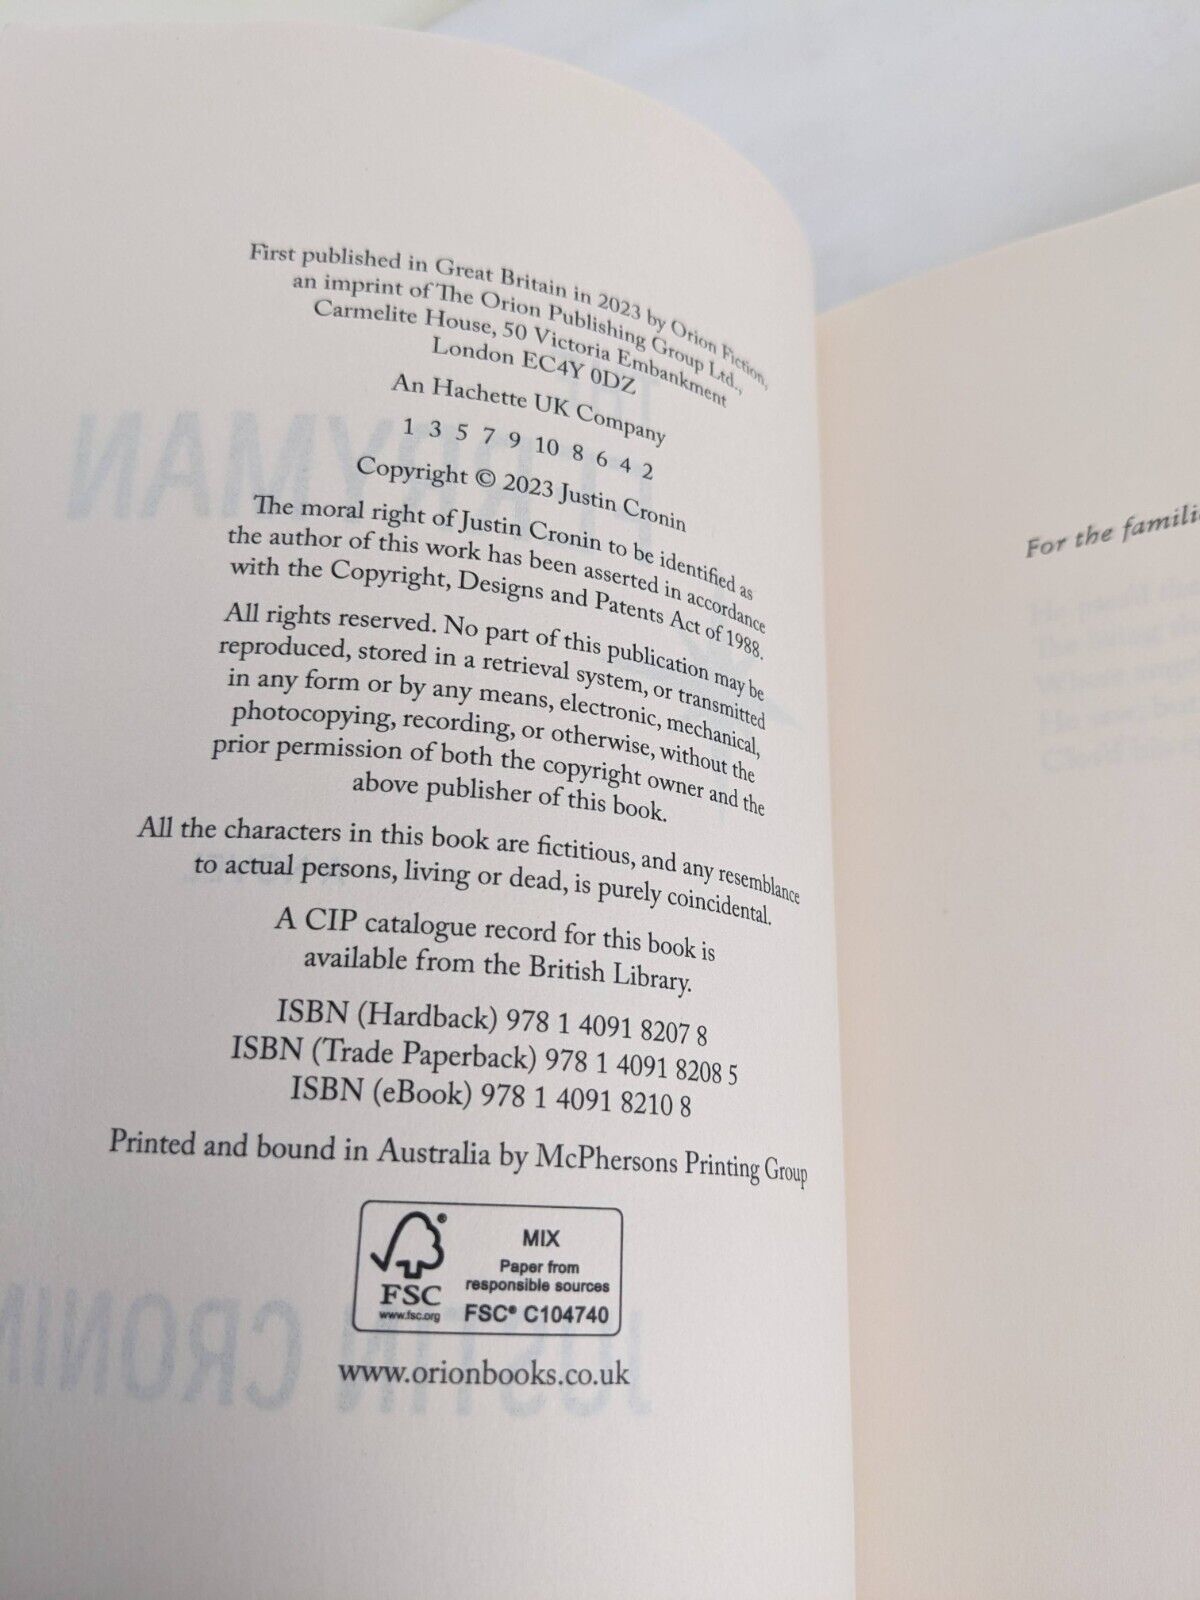 First published in Great Britain in 2023 by Orion Fiction,
an imprint of The Orion Publishing Group Ltd.,
Carmelite House, 50 Victoria Embankment
London EC4Y 0DZ
An Hachette UK Company
1 3 5 7 9 10 8 6 4 2
Copyright © 2023 Justin Cronin
The moral right of Justin Cronin to be identified as
the author of this work has been asserted in accordance
with the Copyright, Designs and Patents Act of 1988.
All rights reserved. No part of this publication may be
reproduced, stored in a retrieval system, or transmitted
in any form or by any means, electronic, mechanical,
photocopying, recording, or otherwise, without the
prior permission of both the copyright owner and the
above publisher of this book.
All the characters in this book are fictitious, and any resemblance
to actual persons, living or dead, is purely coincidental.
A CIP catalogue record for this book is
available from the British Library.
ISBN (Hardback) 978 1 4091 8207 8
ISBN (Trade Paperback) 978 1 4091 8208 5
ISBN (eBook) 978 1 4091 8210 8
Printed and bound in Australia by McPhersons Printing Group
FSC
www.fsc.org
MIX
Paper from
responsible sources
FSC® C104740
www.orionbooks.co.uk
For the famili